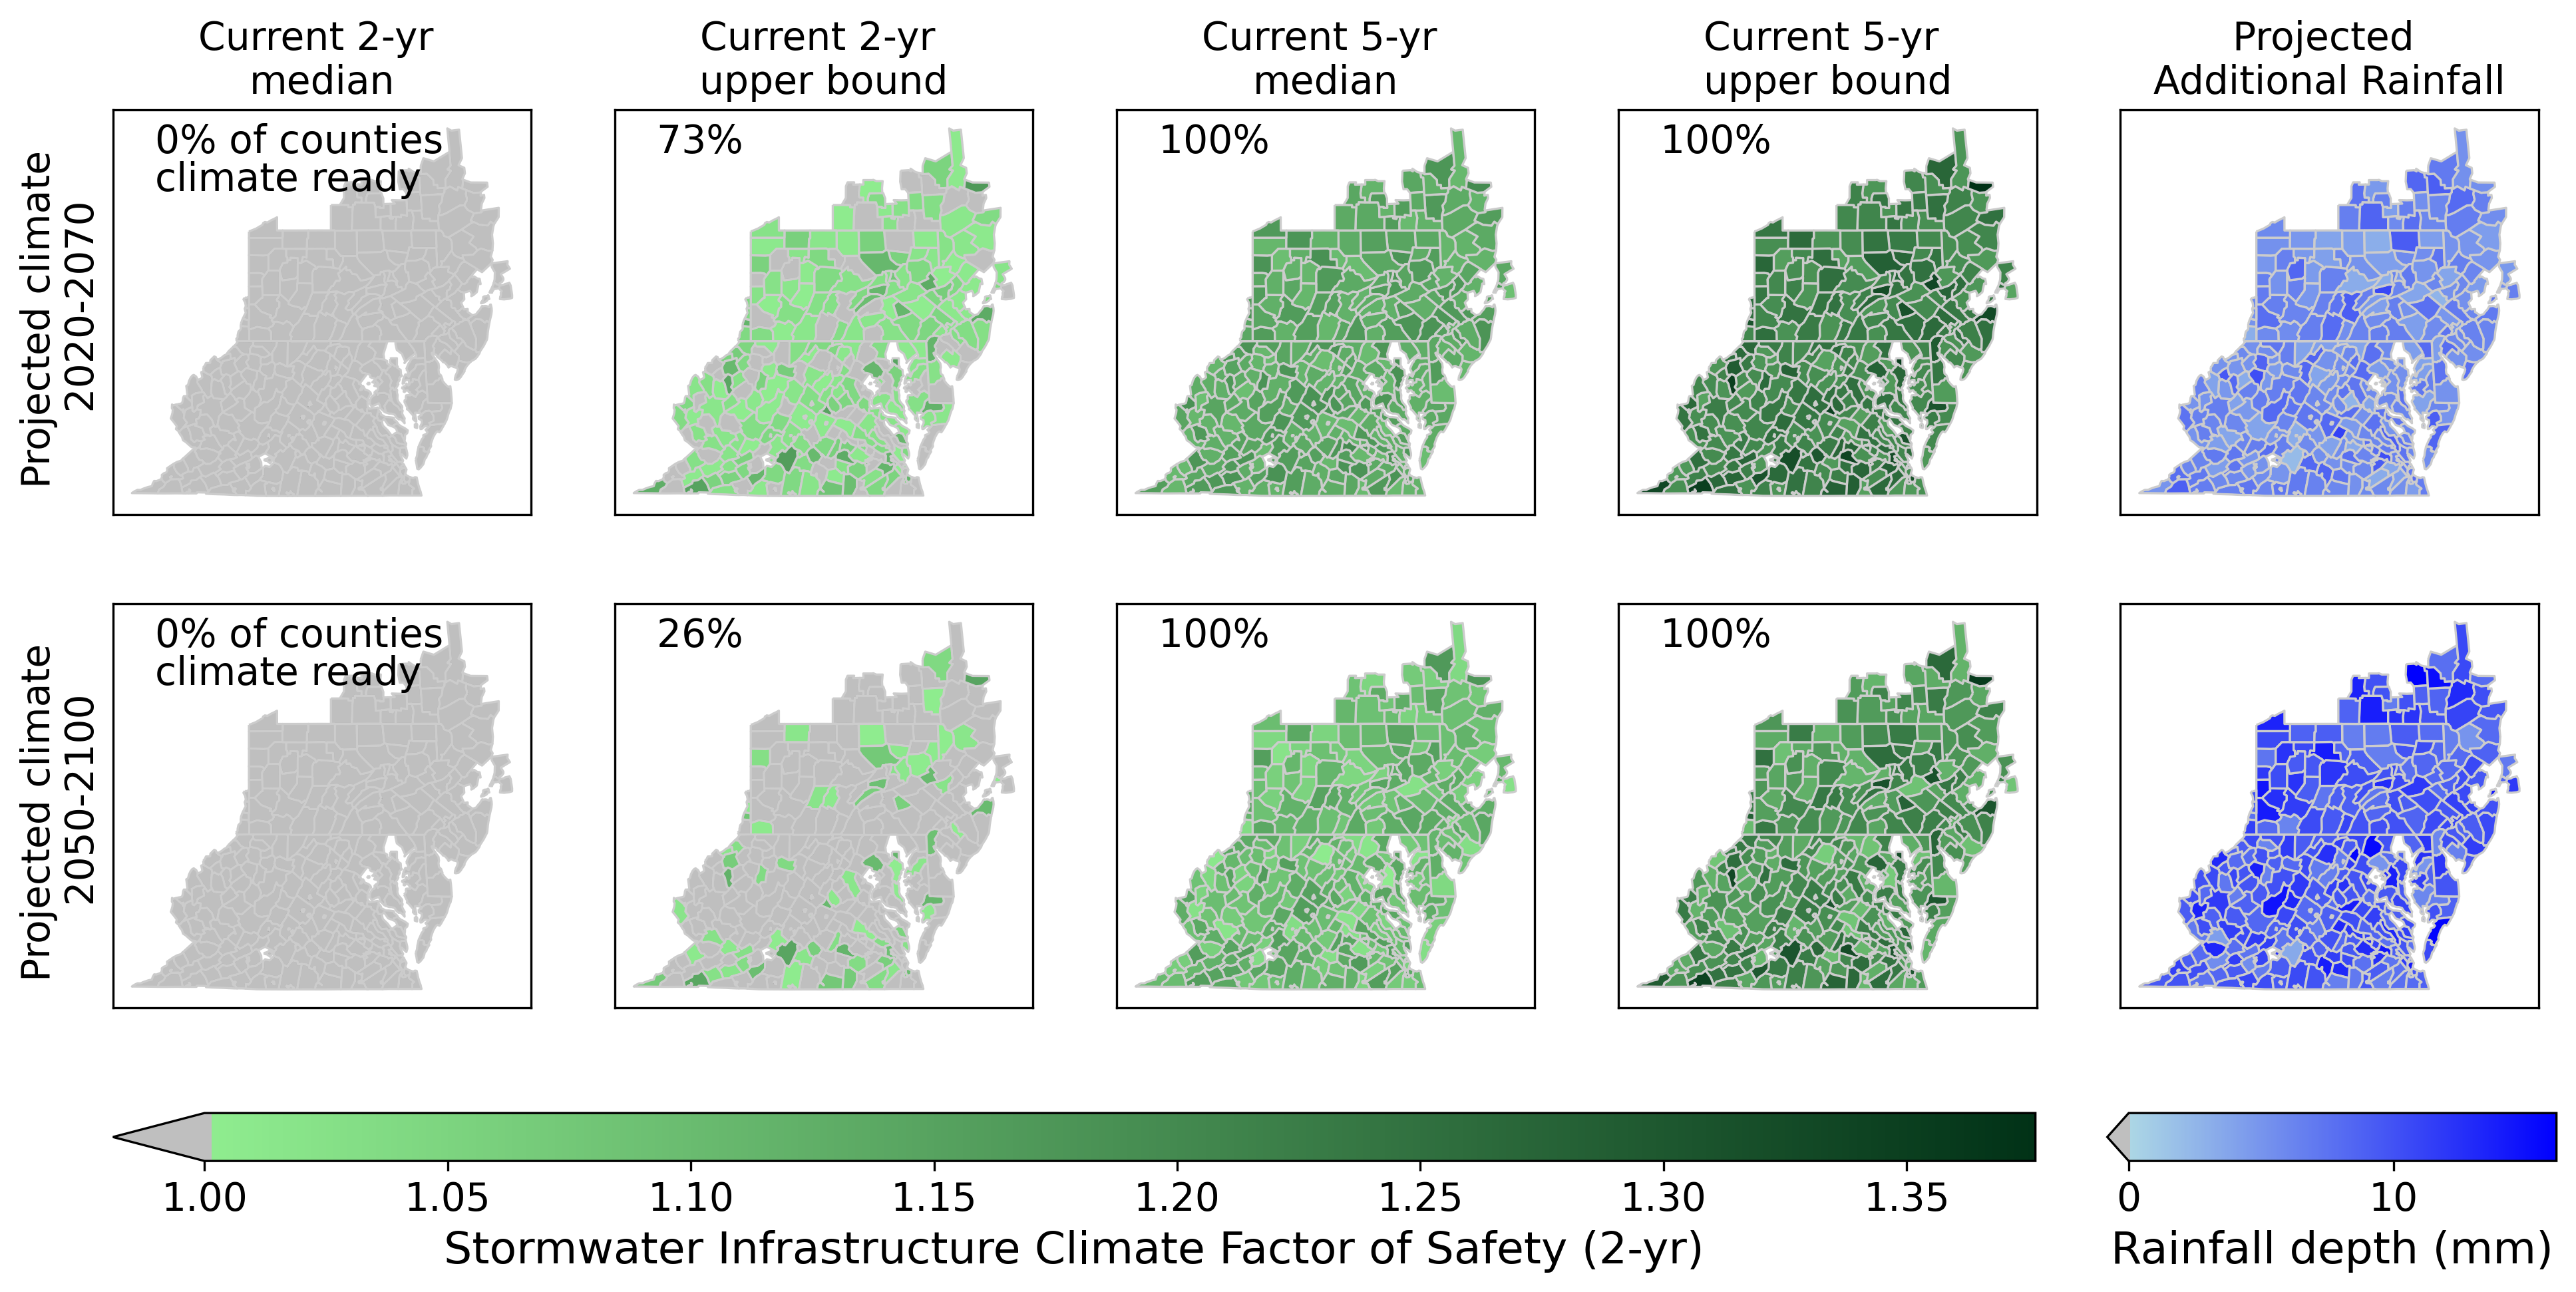 Current 2-yr
median
Current 2-yr
upper bound
Current 5-yr
median
Current 5-yr
upper bound
Projected
Additional Rainfall
Projected climate
2020-2070
0% of counties
climate ready
73%
100%
100%
Projected climate
2050-2100
0% of counties
climate ready
26%
100%
100%
1.00 1.05 1.10 1.15 1.20 1.25 1.30 1.35
Stormwater Infrastructure Climate Factor of Safety (2-yr)
0 10
Rainfall depth (mm)